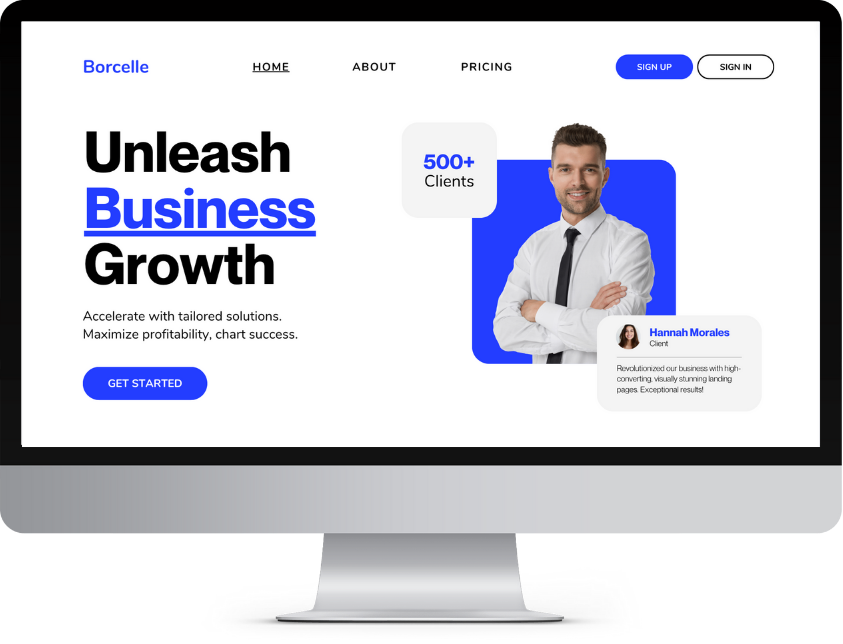 Borcelle
HOME
ABOUT
PRICING
SIGN UP
SIGN IN
Unleash
Business
Growth
Accelerate with tailored solutions.
Maximize profitability, chart success.
GET STARTED
500+
Clients
Hannah Morales
Client
Revolutionized our business with high-
converting, visually stunning landing
pages. Exceptional results!